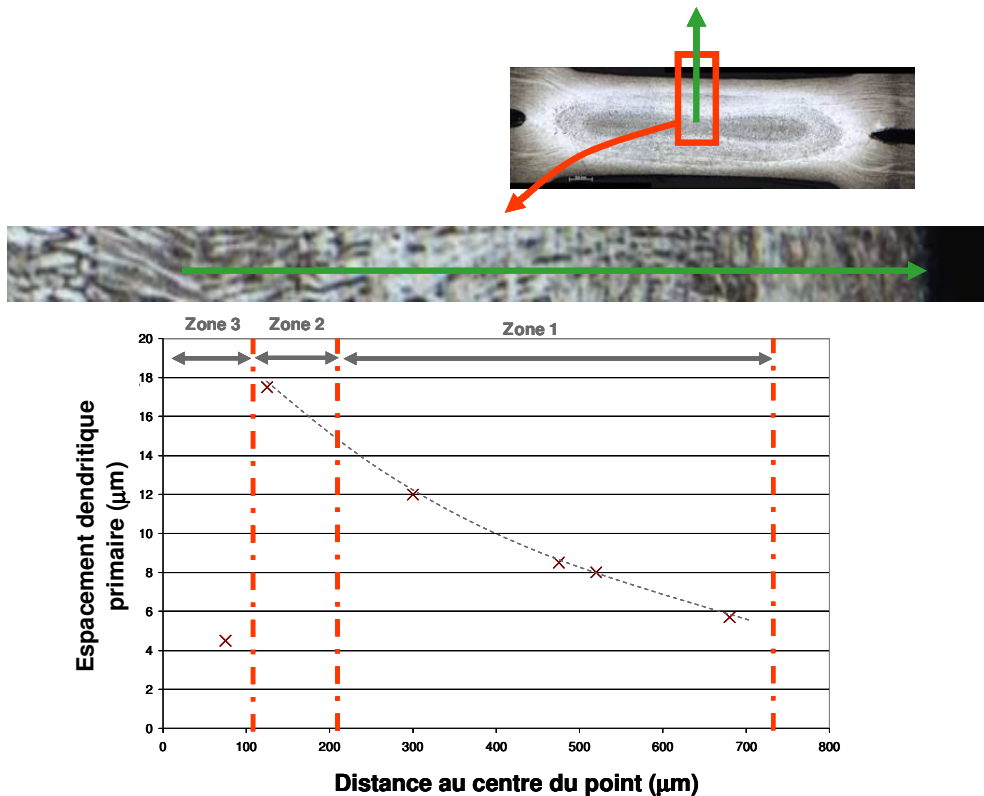 Zone 3
Zone 2
Zone 1
20
18
16
14
12
10
8
6
4
2
0
Espacement dendritique
primaire (μm)
0 100 200 300 400 500 600 700 800
Distance au centre du point (μm)